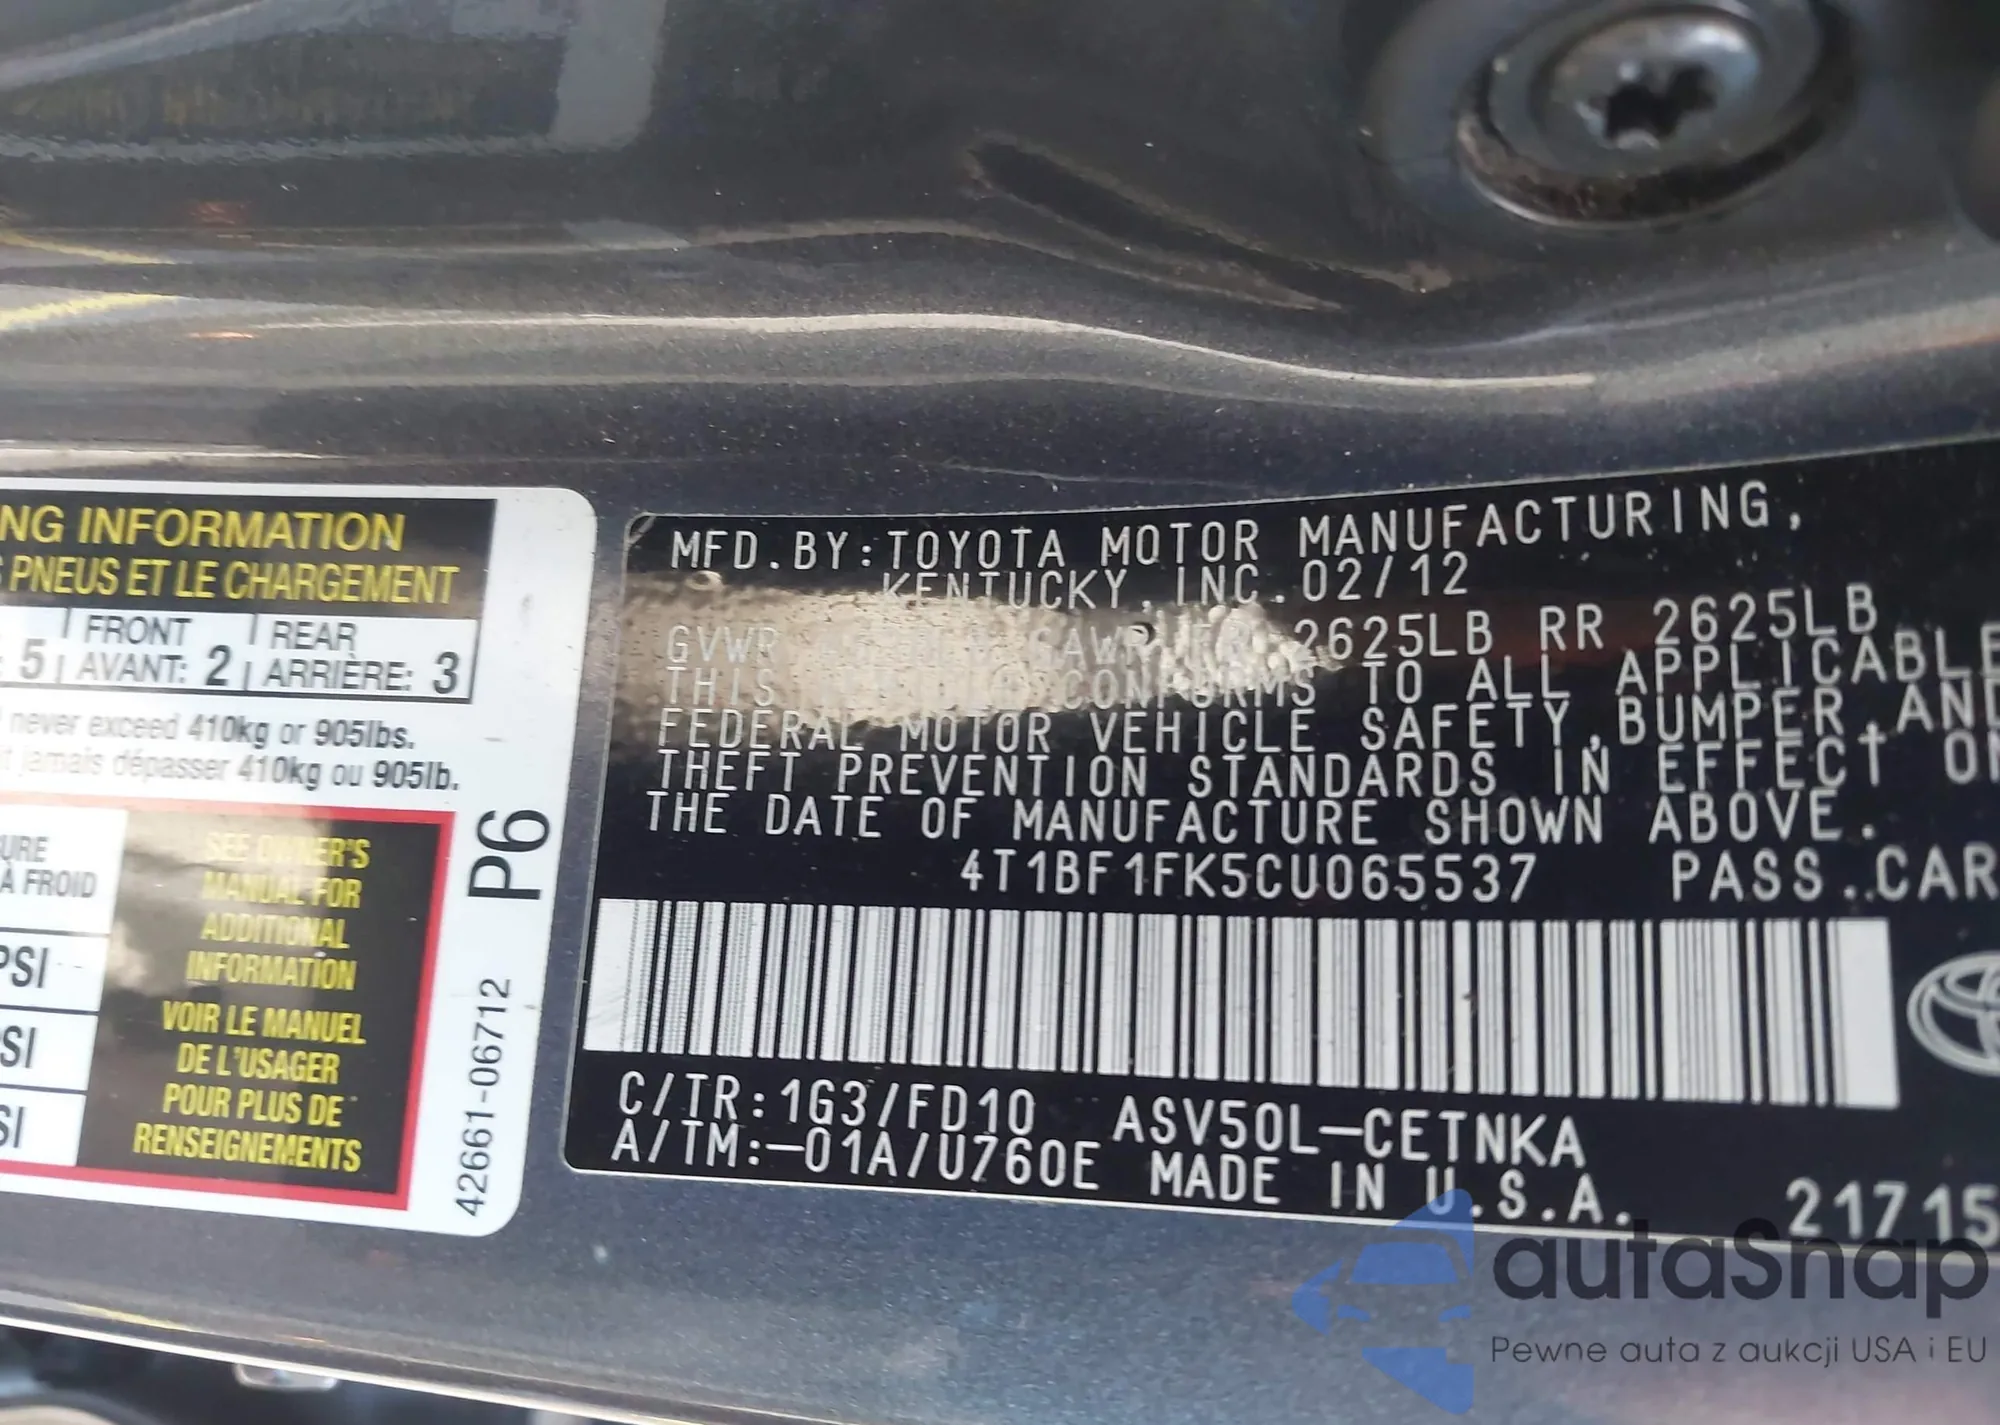 NG INFORMATION
PNEUS ET LE CHARGEMENT
FRONT REAR
5 AVANT: 2 ARRIÈRE: 3
never exceed 410kg or 905lbs.
jamais dépasser 410kg ou 905lb.
URE
À FROID
PSI
SI
SI
SEE OWNER'S
MANUAL FOR
ADDITIONAL
INFORMATION
VOIR LE MANUEL
DE L'USAGER
POUR PLUS DE
RENSEIGNEMENTS
P6
42661-06712
MFD.BY:TOYOTA MOTOR MANUFACTURING,
KENTUCKY,INC.02/12
GVWR GAWR FR 2625LB RR 2625LB
THIS CONFORMS TO ALL APPLICABLE
FEDERAL MOTOR VEHICLE SAFETY,BUMPER,AND
THEFT PREVENTION STANDARDS IN EFFECT ON
THE DATE OF MANUFACTURE SHOWN ABOVE.
4T1BF1FK5CU065537 PASS.CAR
C/TR:1G3/FD10 ASV50L-CETNKA
A/TM:-01A/U760E MADE IN U.S.A.
21715
autaSnap
Pewne auta z aukcji USA i EU